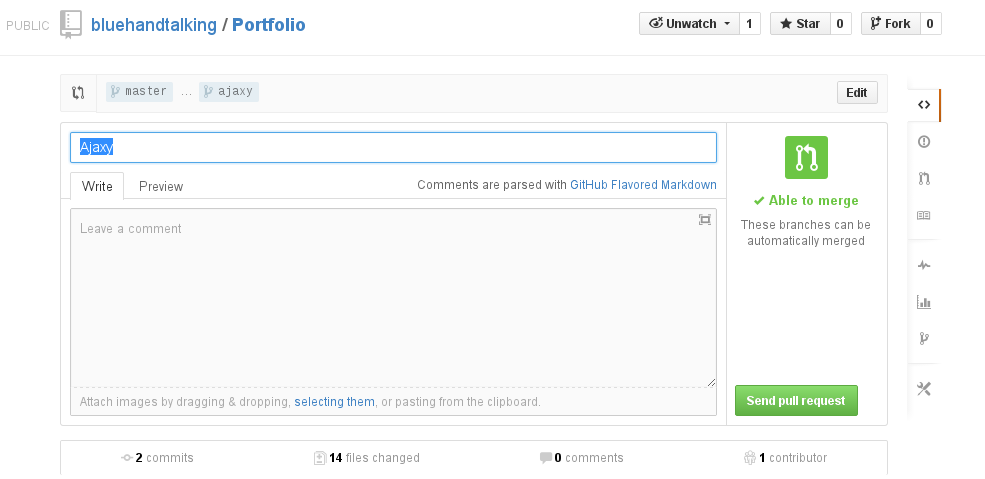 PUBLIC bluehandtalking / Portfolio Unwatch 1 Star 0 Fork 0
master ... ajaxy Edit
Ajaxy
Write Preview Comments are parsed with GitHub Flavored Markdown
Leave a comment
Able to merge
These branches can be
automatically merged
Attach images by dragging & dropping, selecting them, or pasting from the clipboard.
Send pull request
2 commits 14 files changed 0 comments 1 contributor